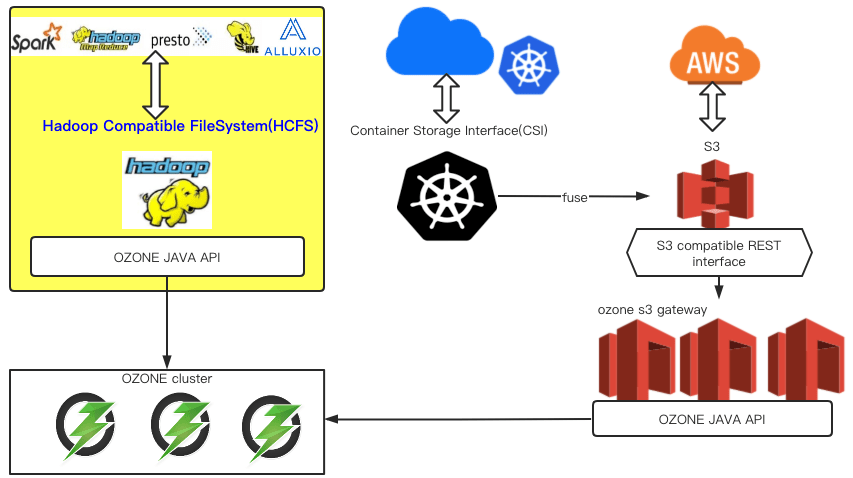 Spark
hadoop
Map Reduce
presto
HIVE
ALLUXIO
Hadoop Compatible FileSystem(HCFS)
hadoop
OZONE JAVA API
Container Storage Interface(CSI)
fuse
AWS
S3
S3 compatible REST
interface
ozone s3 gateway
OZONE JAVA API
OZONE cluster